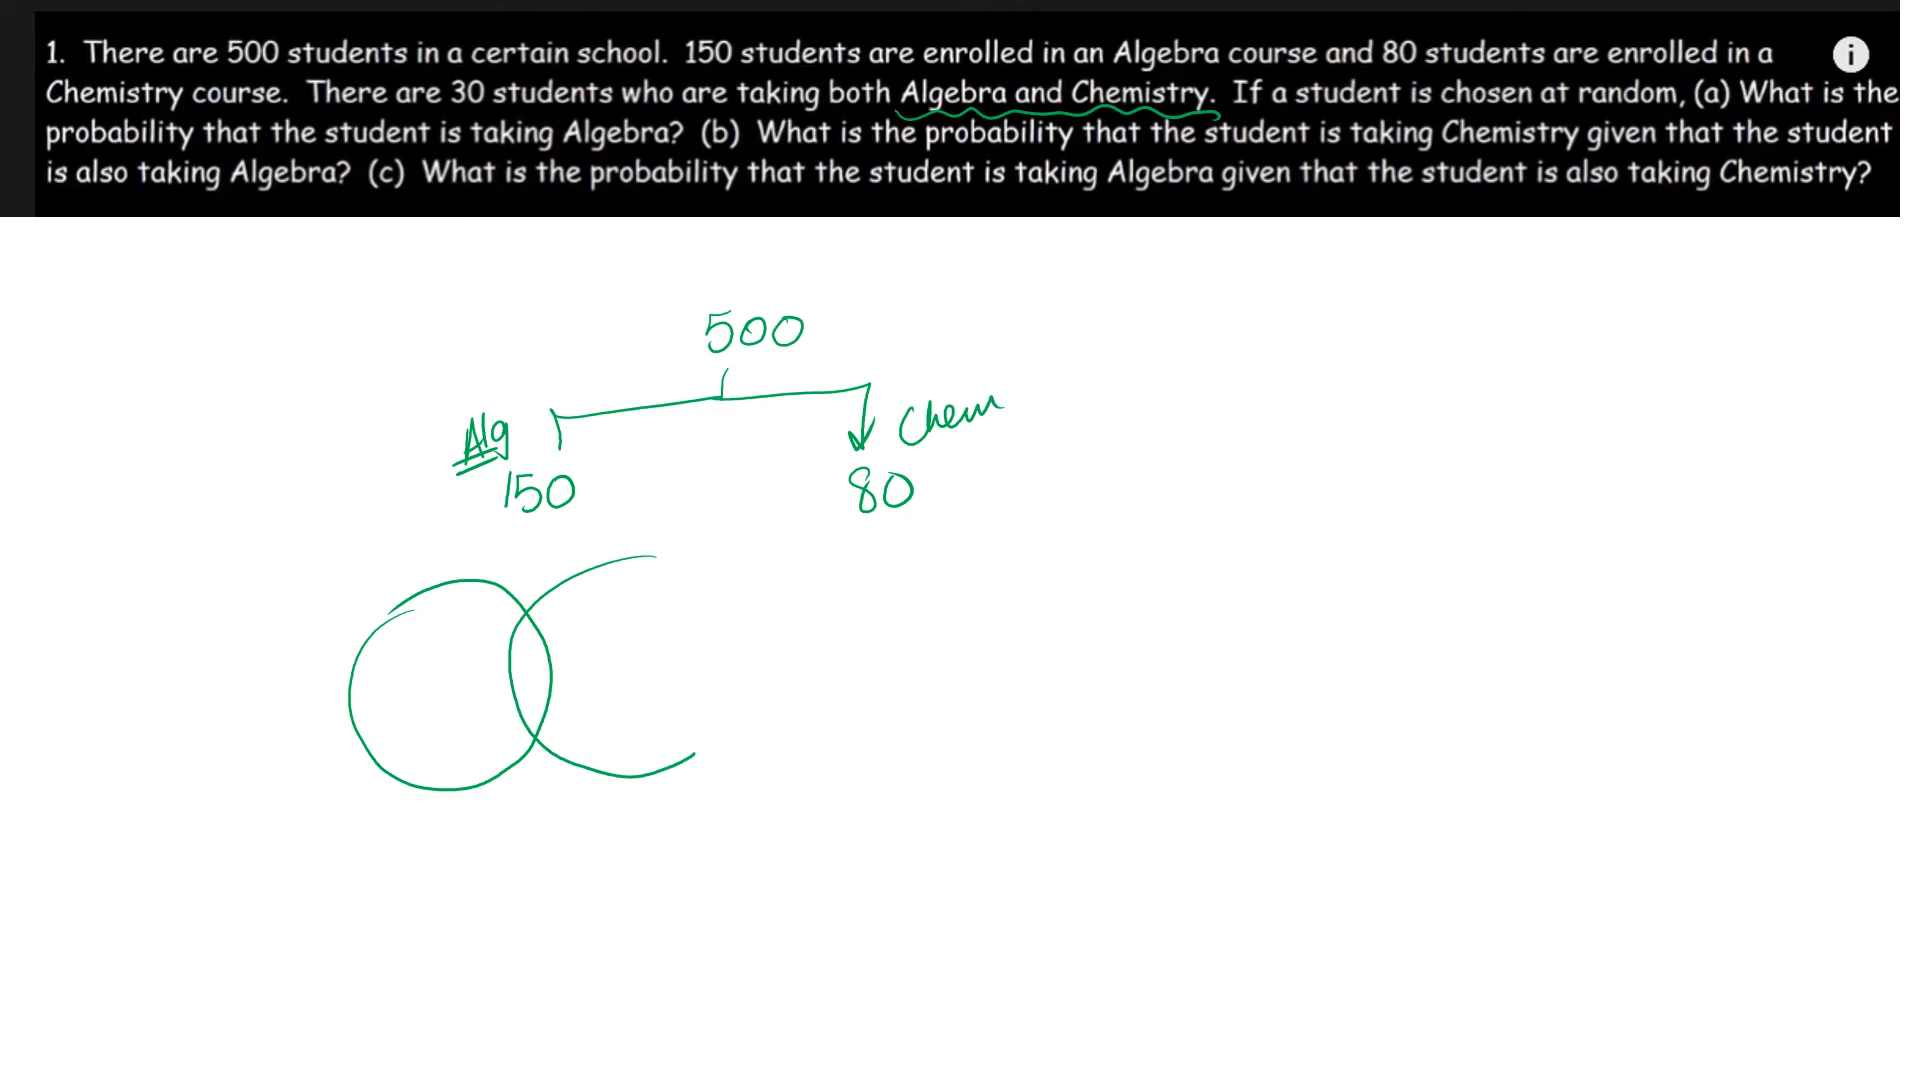 1. There are 500 students in a certain school. 150 students are enrolled in an Algebra course and 80 students are enrolled in a
Chemistry course. There are 30 students who are taking both Algebra and Chemistry. If a student is chosen at random, (a) What is the
probability that the student is taking Algebra? (b) What is the probability that the student is taking Chemistry given that the student
is also taking Algebra? (c) What is the probability that the student is taking Algebra given that the student is also taking Chemistry?
i
500
Alg
Chem
150
80